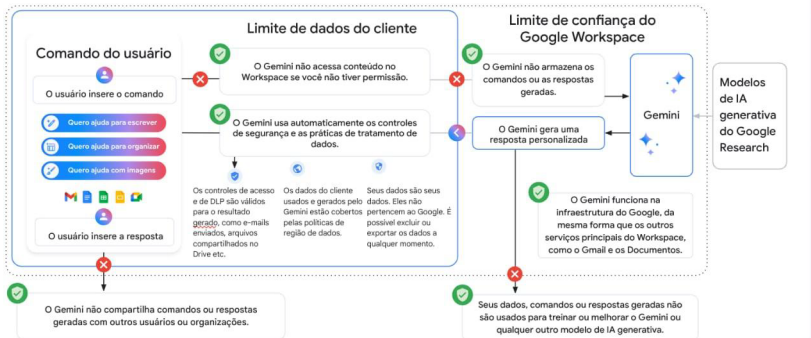 Limite de dados do cliente
Limite de confiança do
Google Workspace
Comando do usuário
O usuário insere o comando
Quero ajuda para escrever
Quero ajuda para organizar
Quero ajuda com imagens
O usuário insere a resposta
O Gemini não acessa conteúdo no
Workspace se você não tiver permissão.
O Gemini usa automaticamente os controles
de segurança e as práticas de tratamento de
dados.
Os controles de acesso
e de DLP são válidos
para o resultado
gerado, como e-mails
enviados, arquivos
compartilhados no
Drive etc.
Os dados do cliente
usados e gerados pelo
Gemini estão cobertos
pelas políticas de
região de dados.
Seus dados são seus
dados. Eles não
pertencem ao Google. É
possível excluir ou
exportar os dados a
qualquer momento.
O Gemini não armazena os
comandos ou as respostas
geradas.
O Gemini gera uma
resposta personalizada
Gemini
Modelos
de IA
generativa
do Google
Research
O Gemini funciona na
infraestrutura do Google, da
mesma forma que os outros
serviços principais do Workspace,
como o Gmail e os Documentos.
O Gemini não compartilha comandos ou respostas
geradas com outros usuários ou organizações.
Seus dados, comandos ou respostas geradas não
são usados para treinar ou melhorar o Gemini ou
qualquer outro modelo de IA generativa.